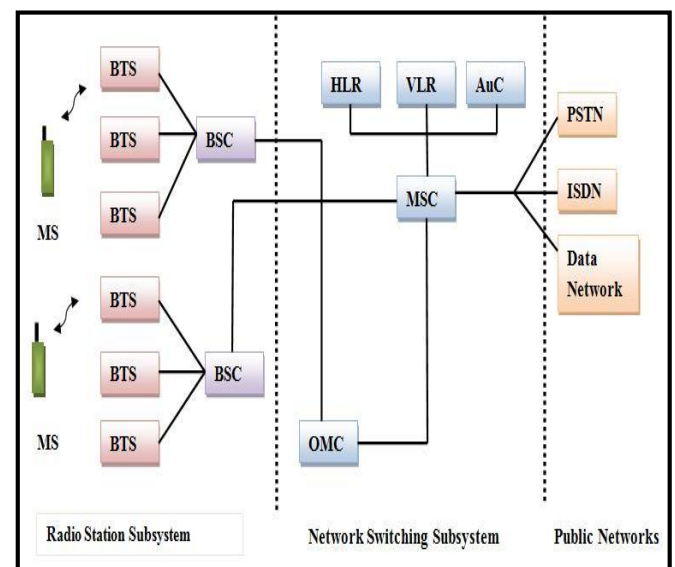 BTS
BTS
BTS
BSC
MS
BTS
BTS
BTS
BSC
MS
Radio Station Subsystem
HLR
VLR
AuC
MSC
OMC
Network Switching Subsystem
PSTN
ISDN
Data
Network
Public Networks